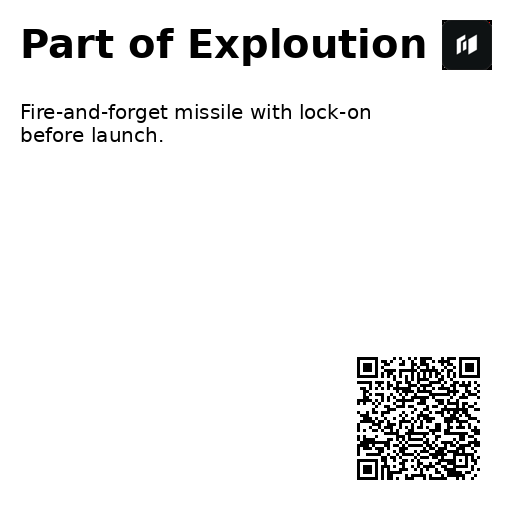 Part of Exploution
Fire-and-forget missile with lock-on
before launch.